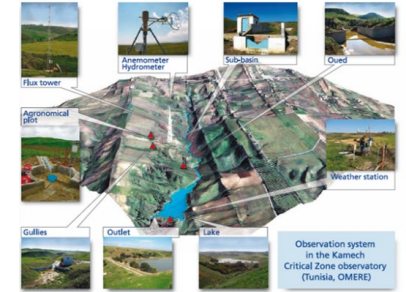 Flux tower
Anemometer
Hydrometer
Sub-basin
Oued
Agronomical
plot
Weather station
Gullies
Outlet
Lake
Observation system
in the Kamech
Critical Zone observatory
(Tunisia, OMERE)